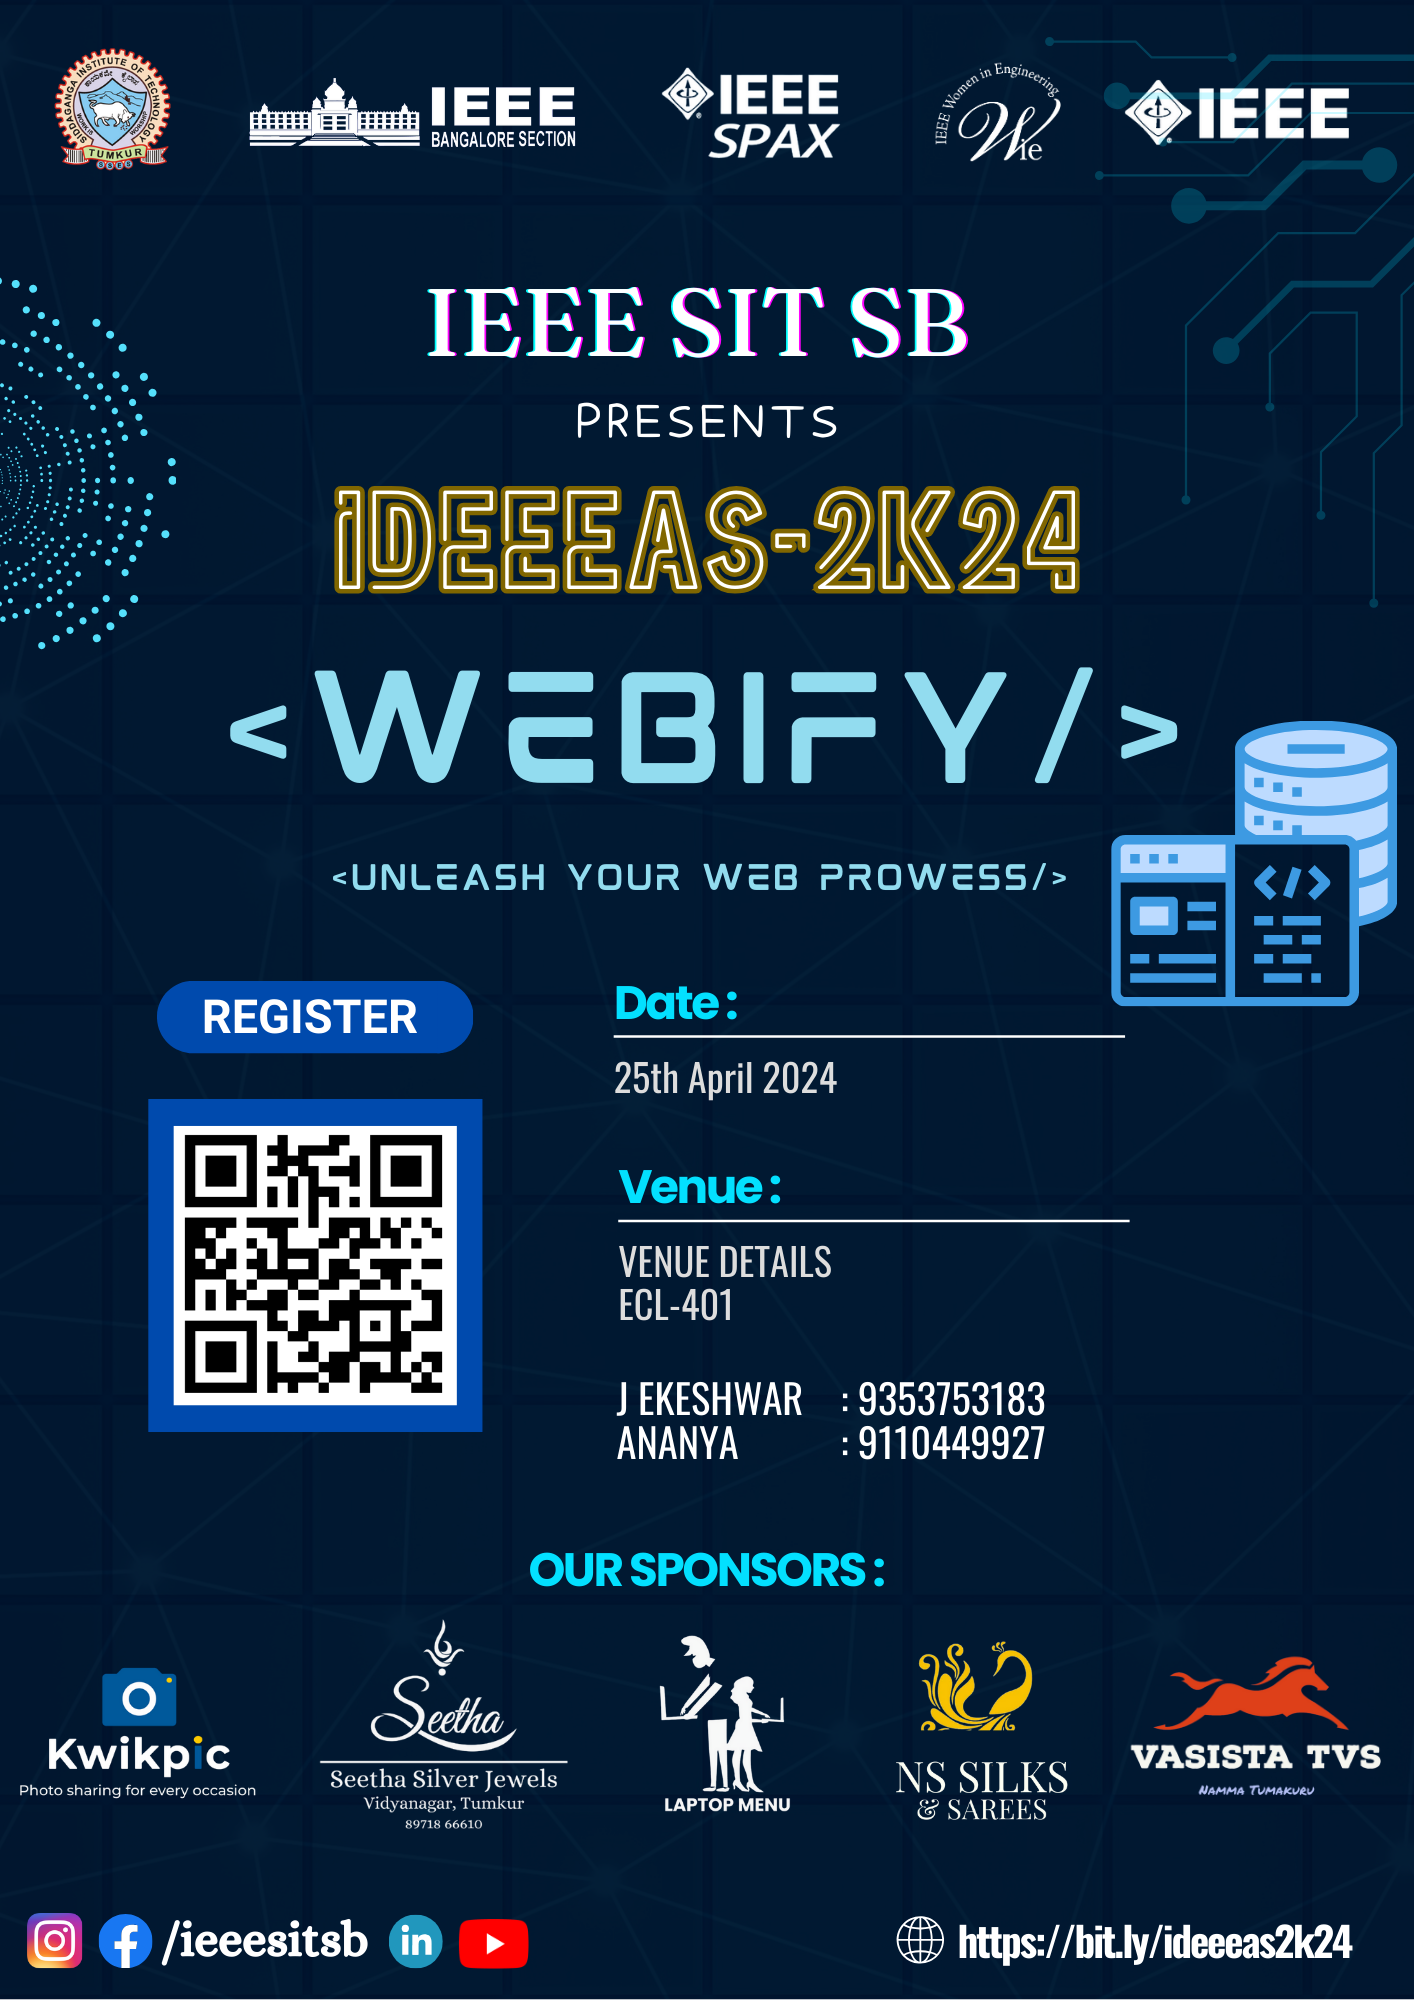 SIDDAGANGA INSTITUTE OF TECHNOLOGY
TUMKUR
IEEE
BANGALORE SECTION
IEEE
SPAX
IEEE Women in Engineering
Wie
IEEE
IEEE SIT SB
PRESENTS
IDEEEAS-2K24
<WEBIFY/>
<UNLEASH YOUR WEB PROWESS/>
REGISTER
Date :
25th April 2024
Venue :
VENUE DETAILS
ECL-401
J EKESHWAR : 9353753183
ANANYA : 9110449927
OUR SPONSORS :
Kwikpic
Photo sharing for every occasion
Seetha
Seetha Silver Jewels
Vidyanagar, Tumkur
89718 66610
LAPTOP MENU
NS SILKS
& SAREES
VASISTA TVS
NAMMA TUMAKURU
/ieeesitsb
in
https://bit.ly/ideeeas2k24